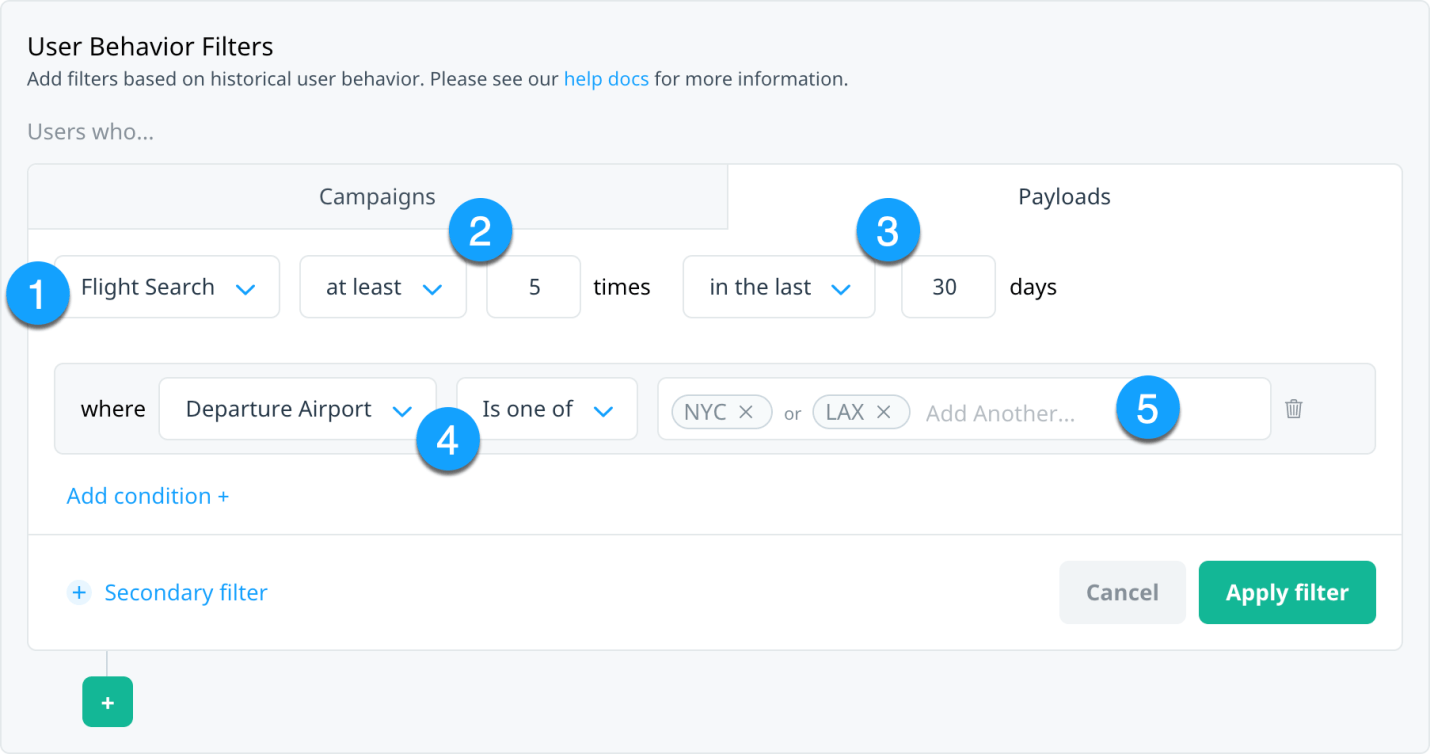 User Behavior Filters
Add filters based on historical user behavior. Please see our help docs for more information.
Users who...
Campaigns
Payloads
2
3
1
Flight Search at least 5 times in the last 30 days
where Departure Airport Is one of NYC × or LAX × Add Another... 5
4
Add condition +
+ Secondary filter
Cancel
Apply filter
+